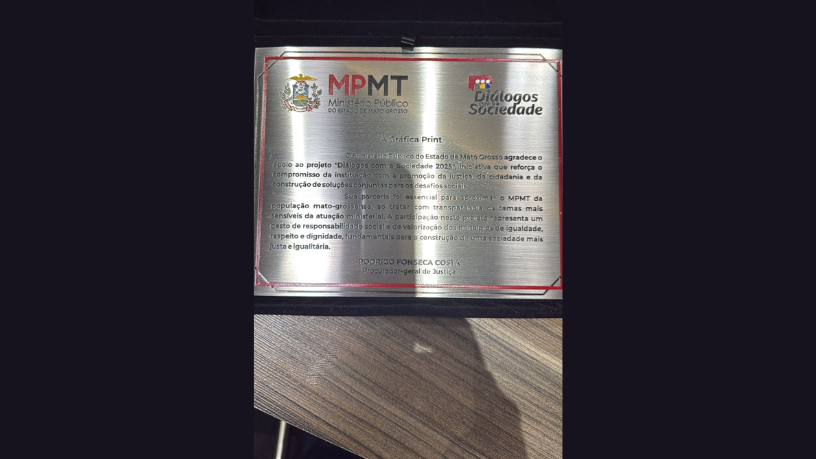 MPMT
Ministério Público
DO ESTADO DE MATO GROSSO
Diálogos
com a
Sociedade
À Gráfica Print
O Ministério Público do Estado de Mato Grosso agradece o
apoio ao projeto "Diálogos com a Sociedade 2025", iniciativa que reforça o
compromisso da instituição com a promoção da justiça, da cidadania e da
construção de soluções conjuntas para os desafios sociais.
Sua parceria foi essencial para aproximar o MPMT da
população mato-grossense, ao tratar com transparência de temas mais
sensíveis da atuação ministerial. A participação neste projeto representa um
gesto de responsabilidade social e de valorização dos princípios de igualdade,
respeito e dignidade, fundamentais para a construção de uma sociedade mais
justa e igualitária.
RODRIGO FONSECA COSTA
Procurador-geral de Justiça